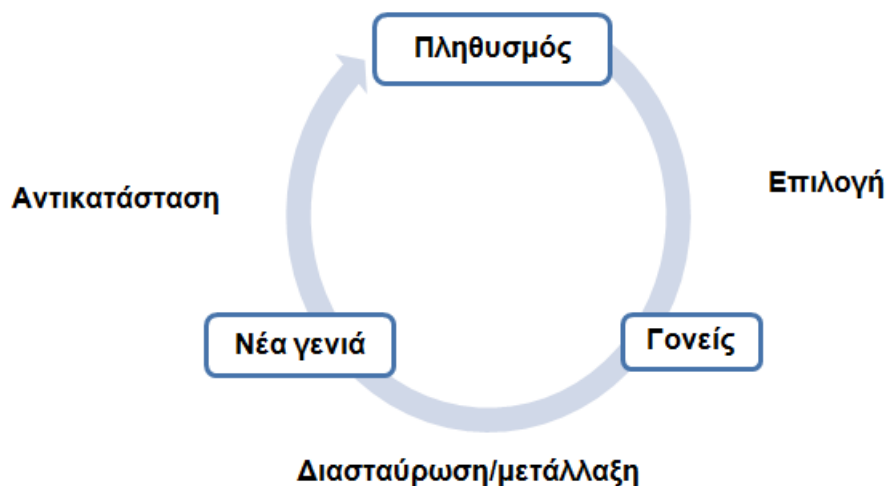 Πληθυσμός
Επιλογή
Αντικατάσταση
Γονείς
Νέα γενιά
Διασταύρωση/μετάλλαξη